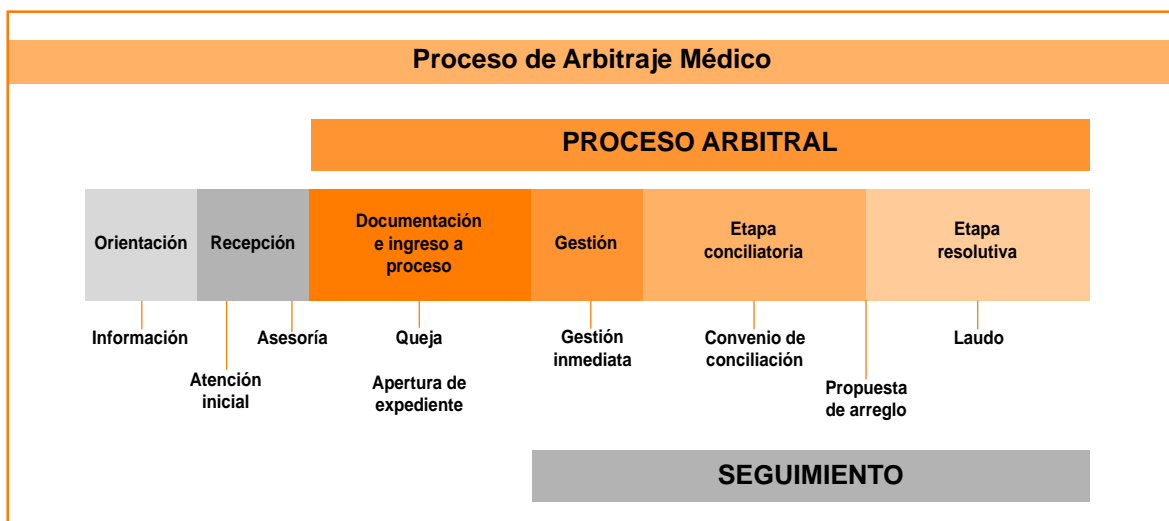 Proceso de Arbitraje Médico
PROCESO ARBITRAL
Orientación
Recepción
Documentación
e ingreso a
proceso
Gestión
Etapa
conciliatoria
Etapa
resolutiva
Información
Atención
inicial
Asesoría
Queja
Apertura de
expediente
Gestión
inmediata
Convenio de
conciliación
Propuesta
de arreglo
Laudo
SEGUIMIENTO